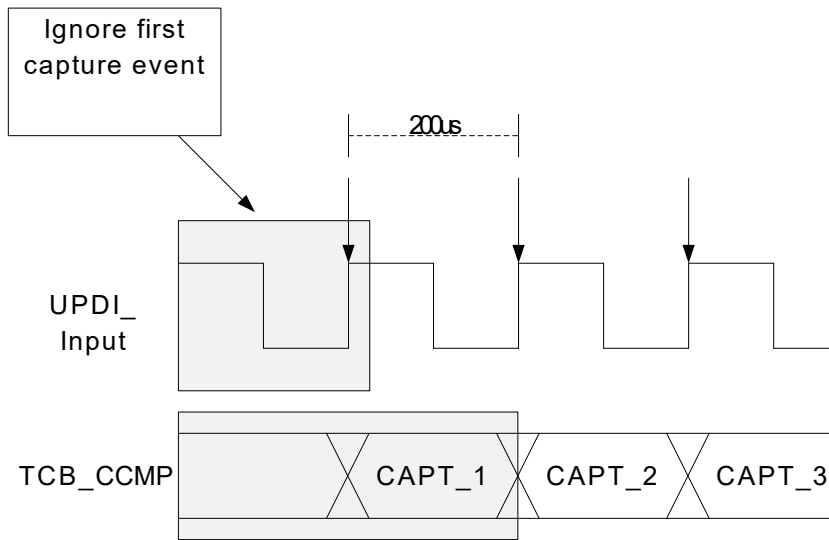 Ignore first
capture event
200us
UPDI_
Input
TCB_CCMP
CAPT_1
CAPT_2
CAPT_3